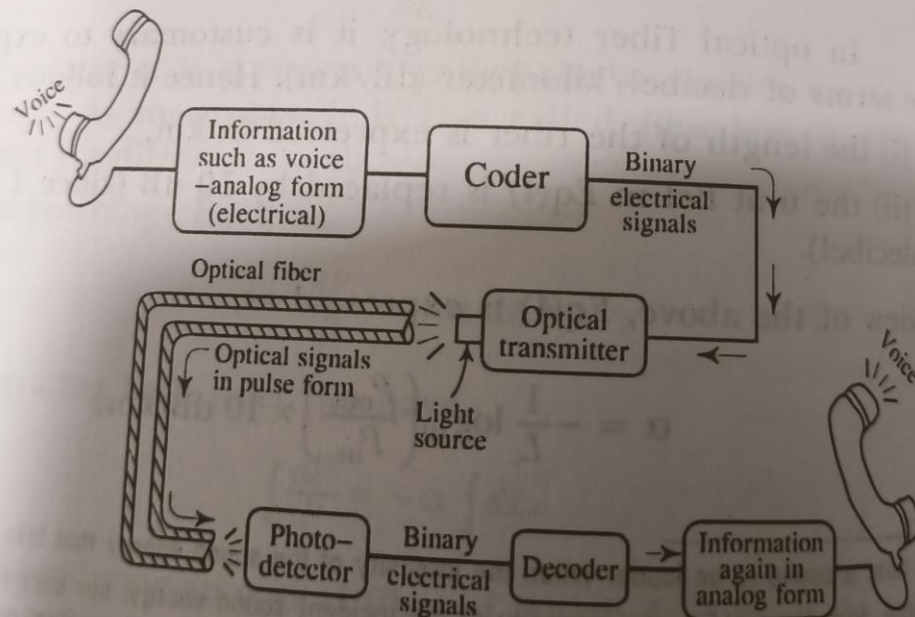 Voice
Information
such as voice
–analog form
(electrical)
Coder
Binary
electrical
signals
Optical fiber
Optical signals
in pulse form
Light
source
Optical
transmitter
Voice
Photo–
detector
Binary
electrical
signals
Decoder
Information
again in
analog form